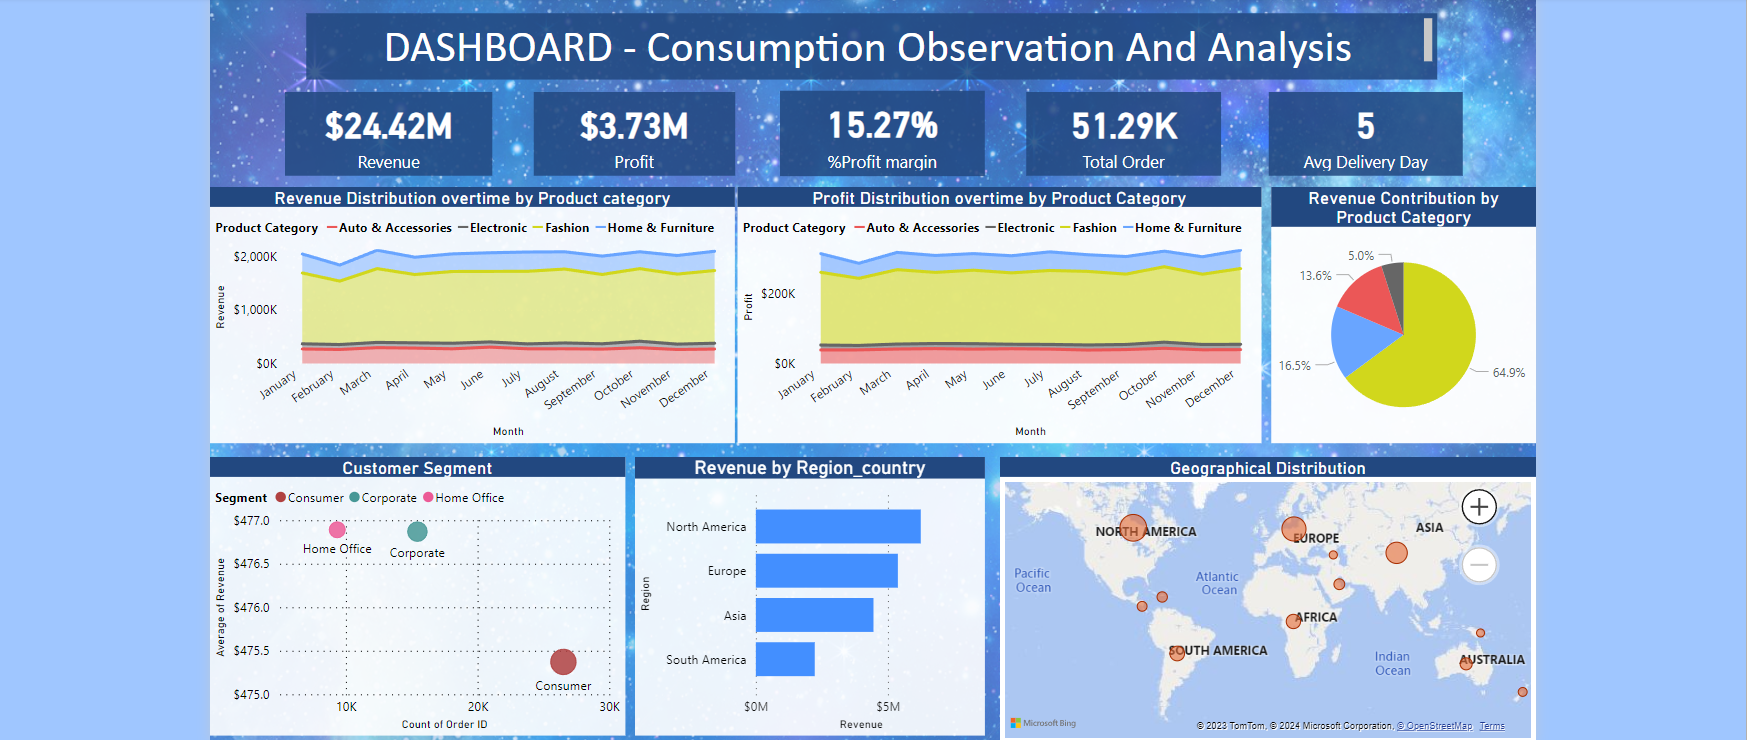 DASHBOARD - Consumption Observation And Analysis
$24.42M
Revenue
$3.73M
Profit
15.27%
%Profit margin
51.29K
Total Order
5
Avg Delivery Day
Revenue Distribution overtime by Product category
Product Category Auto & Accessories Electronic Fashion Home & Furniture
$2,000K
$1,000K
$0K
Revenue
January February March April May June July August September October November December
Month
Profit Distribution overtime by Product Category
Product Category Auto & Accessories Electronic Fashion Home & Furniture
$200K
$0K
Profit
January February March April May June July August September October November December
Month
Revenue Contribution by
Product Category
5.0%
13.6%
16.5%
64.9%
Customer Segment
Segment Consumer Corporate Home Office
$477.0
$476.5
$476.0
$475.5
$475.0
Average of Revenue
Home Office
Corporate
Consumer
10K 20K 30K
Count of Order ID
Revenue by Region_country
Region
North America
Europe
Asia
South America
$0M $5M
Revenue
Geographical Distribution
NORTH AMERICA
EUROPE
ASIA
Pacific
Ocean
Atlantic
Ocean
AFRICA
SOUTH AMERICA
Indian
Ocean
AUSTRALIA
Microsoft Bing
© 2023 TomTom, © 2024 Microsoft Corporation, © OpenStreetMap Terms